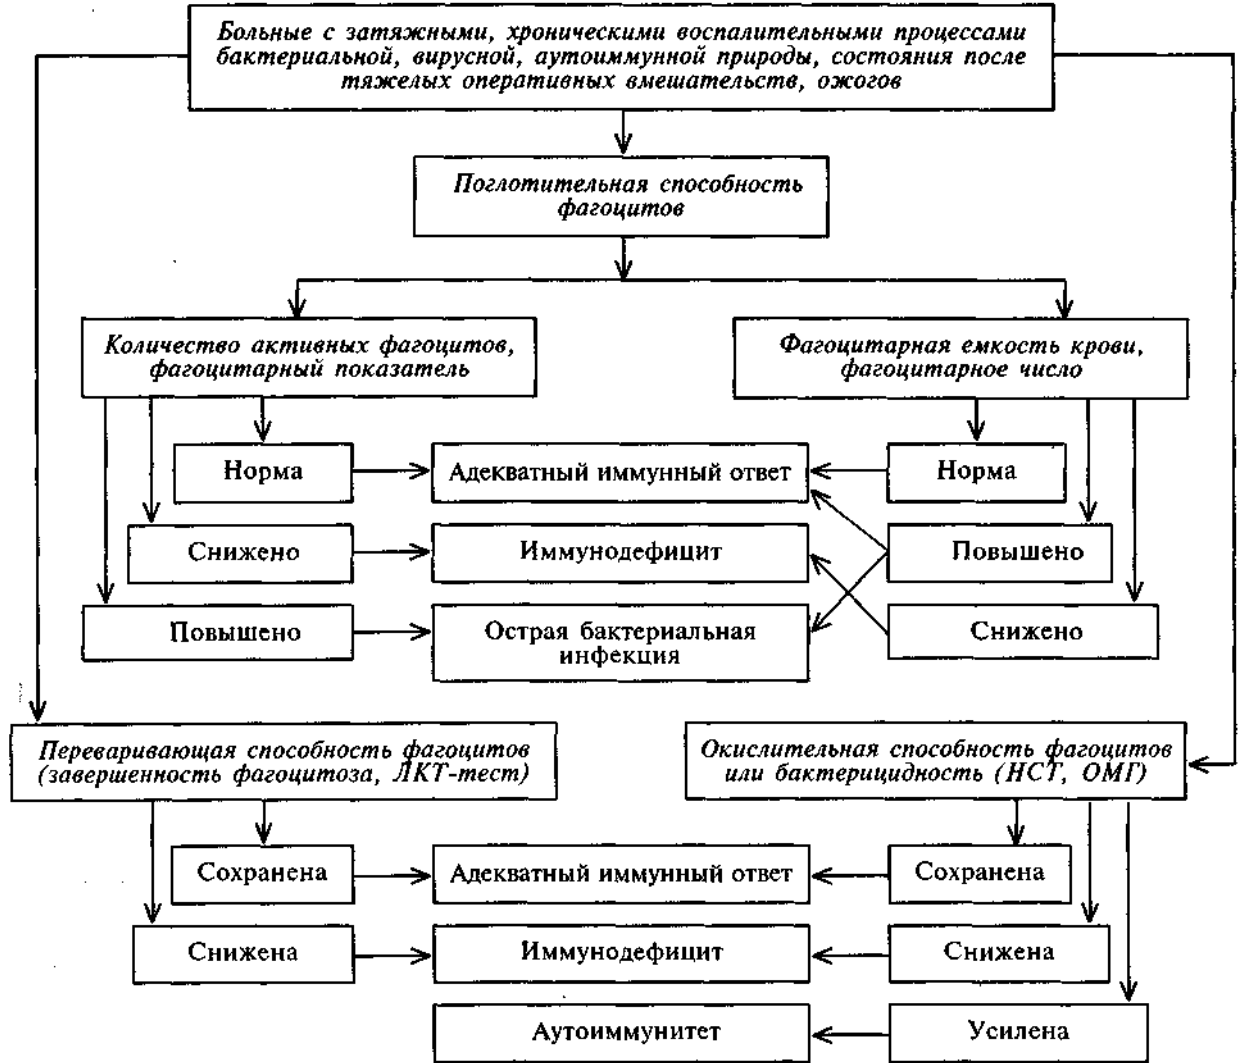 Больные с затяжными, хроническими воспалительными процессами
бактериальной, вирусной, аутоиммунной природы, состояния после
тяжелых оперативных вмешательств, ожогов
Поглотительная способность
фагоцитов
Количество активных фагоцитов,
фагоцитарный показатель
Фагоцитарная емкость крови,
фагоцитарное число
Норма
Адекватный иммунный ответ
Норма
Снижено
Иммунодефицит
Повышено
Повышено
Острая бактериальная
инфекция
Снижено
Переваривающая способность фагоцитов
(завершенность фагоцитоза, ЛКТ-тест)
Окислительная способность фагоцитов
или бактерицидность (НСТ, ОМГ)
Сохранена
Адекватный иммунный ответ
Сохранена
Снижена
Иммунодефицит
Снижена
Аутоиммунитет
Усилена